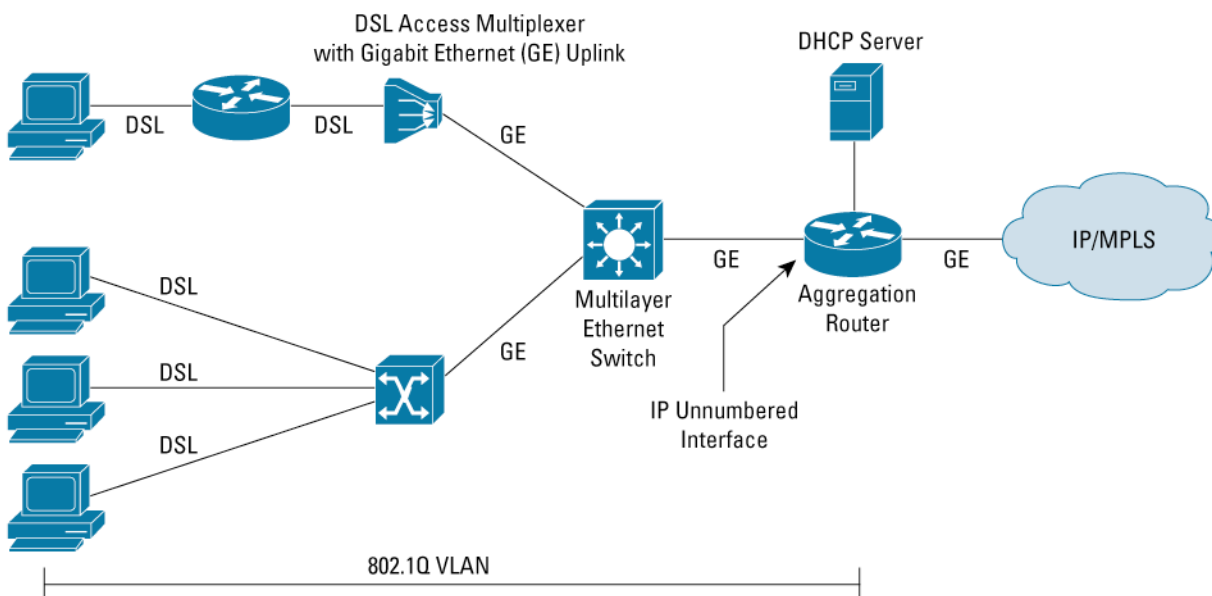 DSL Access Multiplexer
with Gigabit Ethernet (GE) Uplink
DHCP Server
DSL
DSL
GE
IP/MPLS
GE
GE
Aggregation
Router
Multilayer
Ethernet
Switch
DSL
DSL
DSL
GE
IP Unnumbered
Interface
802.1Q VLAN